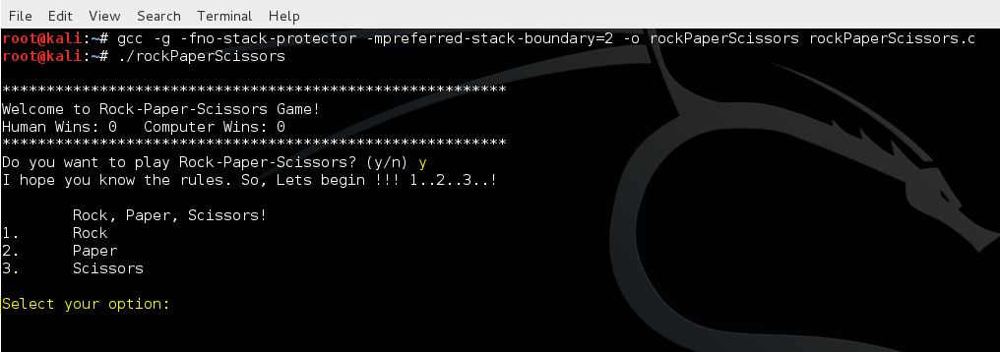 File Edit View Search Terminal Help
root@kali:~# gcc -g -fno-stack-protector -mpreferred-stack-boundary=2 -o rockPaperScissors rockPaperScissors.c
root@kali:~# ./rockPaperScissors
*********************************************************
Welcome to Rock-Paper-Scissors Game!
Human Wins: 0   Computer Wins: 0
*********************************************************
Do you want to play Rock-Paper-Scissors? (y/n) y
I hope you know the rules. So, Lets begin !!! 1..2..3..!
        Rock, Paper, Scissors!
1.      Rock
2.      Paper
3.      Scissors
Select your option: